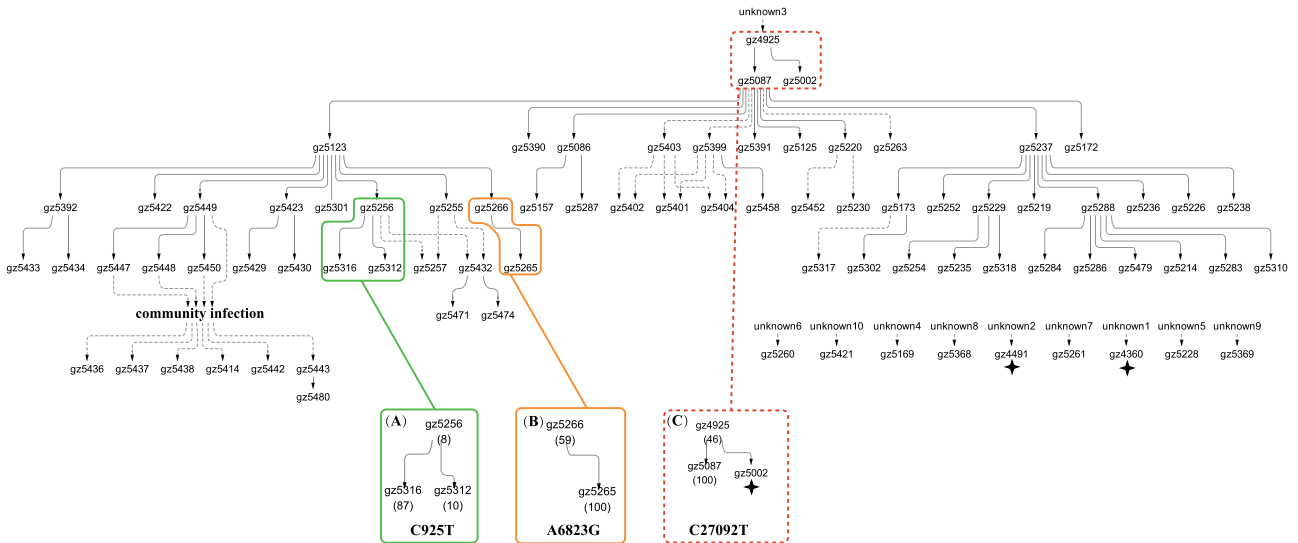 unknown3
gz4925
gz5087 gz5002
gz5123 gz5390 gz5086 gz5403 gz5399 gz5391 gz5125 gz5220 gz5263 gz5237 gz5172
gz5392 gz5422 gz5449 gz5423 gz5301 gz5256 gz5255 gz5266 gz5157 gz5287 gz5402 gz5401 gz5404 gz5458 gz5452 gz5230 gz5173 gz5252 gz5229 gz5219 gz5288 gz5236 gz5226 gz5238
gz5433 gz5434 gz5447 gz5448 gz5450 gz5429 gz5430 gz5316 gz5312 gz5257 gz5432 gz5265 gz5317 gz5302 gz5254 gz5235 gz5318 gz5284 gz5286 gz5479 gz5214 gz5283 gz5310
community infection gz5471 gz5474
unknown6 unknown10 unknown4 unknown8 unknown2 unknown7 unknown1 unknown5 unknown9
gz5260 gz5421 gz5169 gz5368 gz4491 gz5261 gz4360 gz5228 gz5369
gz5436 gz5437 gz5438 gz5414 gz5442 gz5443
gz5480
(A) gz5256
(8)
gz5316 gz5312
(87) (10)
C925T
(B) gz5266
(59)
gz5265
(100)
A6823G
(C) gz4925
(46)
gz5087 gz5002
(100)
C27092T